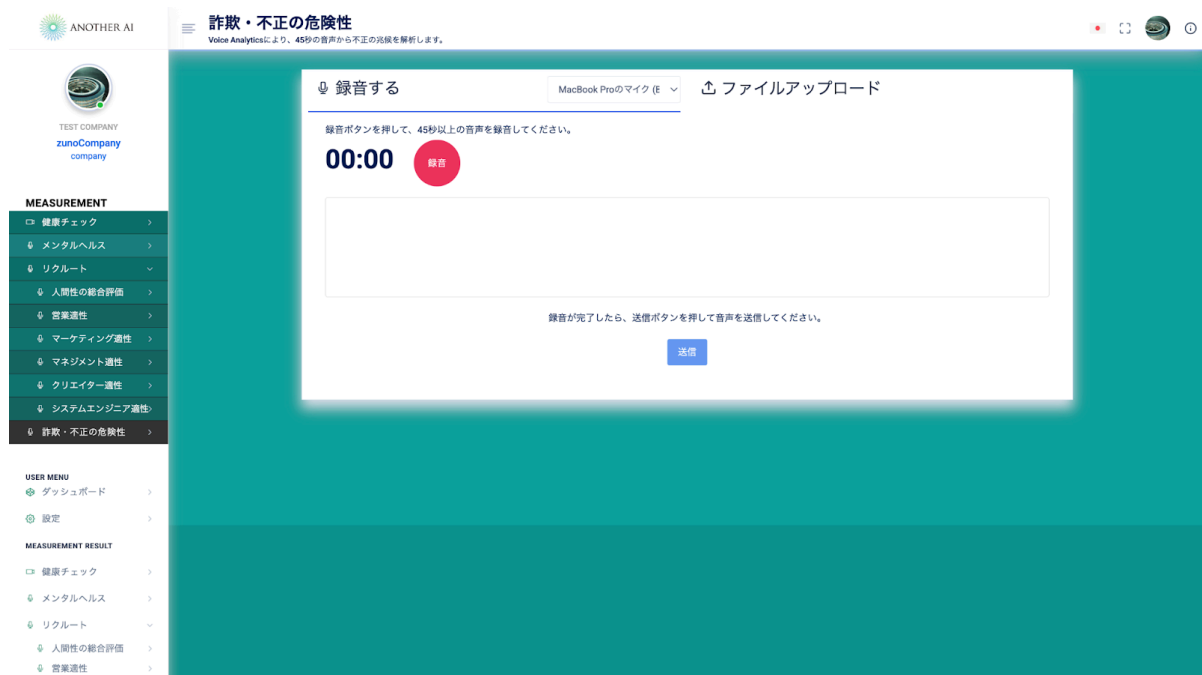 ANOTHER AI
詐欺・不正の危険性
Voice Analyticsにより、45秒の音声から不正の兆候を解析します。
TEST COMPANY
zunoCompany
company
MEASUREMENT
健康チェック
メンタルヘルス
リクルート
人間性の総合評価
営業適性
マーケティング適性
マネジメント適性
クリエイター適性
システムエンジニア適性
詐欺・不正の危険性
USER MENU
ダッシュボード
設定
MEASUREMENT RESULT
健康チェック
メンタルヘルス
リクルート
人間性の総合評価
営業適性
録音する
MacBook Proのマイク (E
ファイルアップロード
録音ボタンを押して、45秒以上の音声を録音してください。
00:00
録音
録音が完了したら、送信ボタンを押して音声を送信してください。
送信